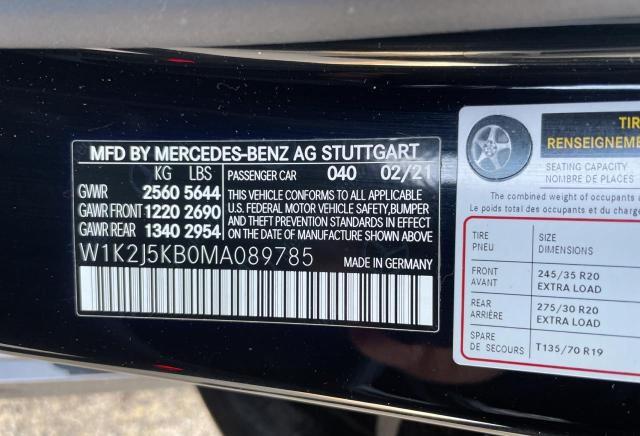 MFD BY MERCEDES-BENZ AG STUTTGART
KG LBS PASSENGER CAR 040 02/21
GVWR 2560 5644
GAWR FRONT 1220 2690
GAWR REAR 1340 2954
THIS VEHICLE CONFORMS TO ALL APPLICABLE
U.S. FEDERAL MOTOR VEHICLE SAFETY, BUMPER
AND THEFT PREVENTION STANDARDS IN EFFECT
ON THE DATE OF MANUFACTURE SHOWN ABOVE
W1K2J5KB0MA089785 MADE IN GERMANY
TIR
RENSEIGNEME
SEATING CAPACITY
NOMBRE DE PLACES
The combined weight of occupants
Le poids total des occupants et du
TIRE SIZE
PNEU DIMENSIONS
FRONT 245/35 R20
AVANT EXTRA LOAD
REAR 275/30 R20
ARRIÈRE EXTRA LOAD
SPARE T135/70 R19
DE SECOURS